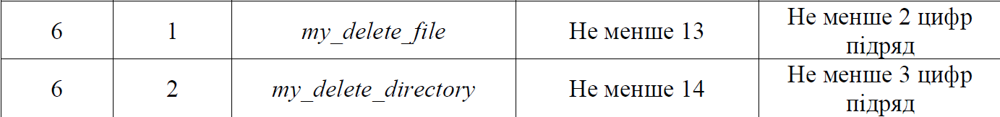 6 1 my_delete_file Не менше 13 Не менше 2 цифр
підряд
6 2 my_delete_directory Не менше 14 Не менше 3 цифр
підряд